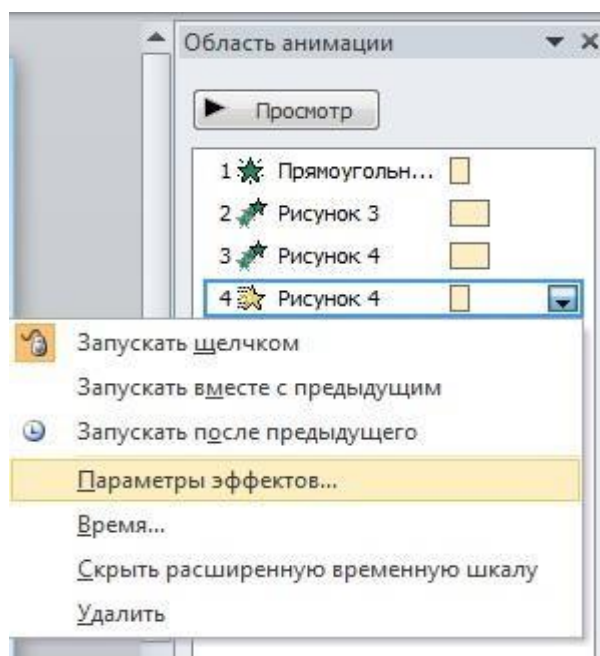 Область анимации
Просмотр
1 Прямоугольн...
2 Рисунок 3
3 Рисунок 4
4 Рисунок 4
Запускать щелчком
Запускать вместе с предыдущим
Запускать после предыдущего
Параметры эффектов...
Время...
Скрыть расширенную временную шкалу
Удалить